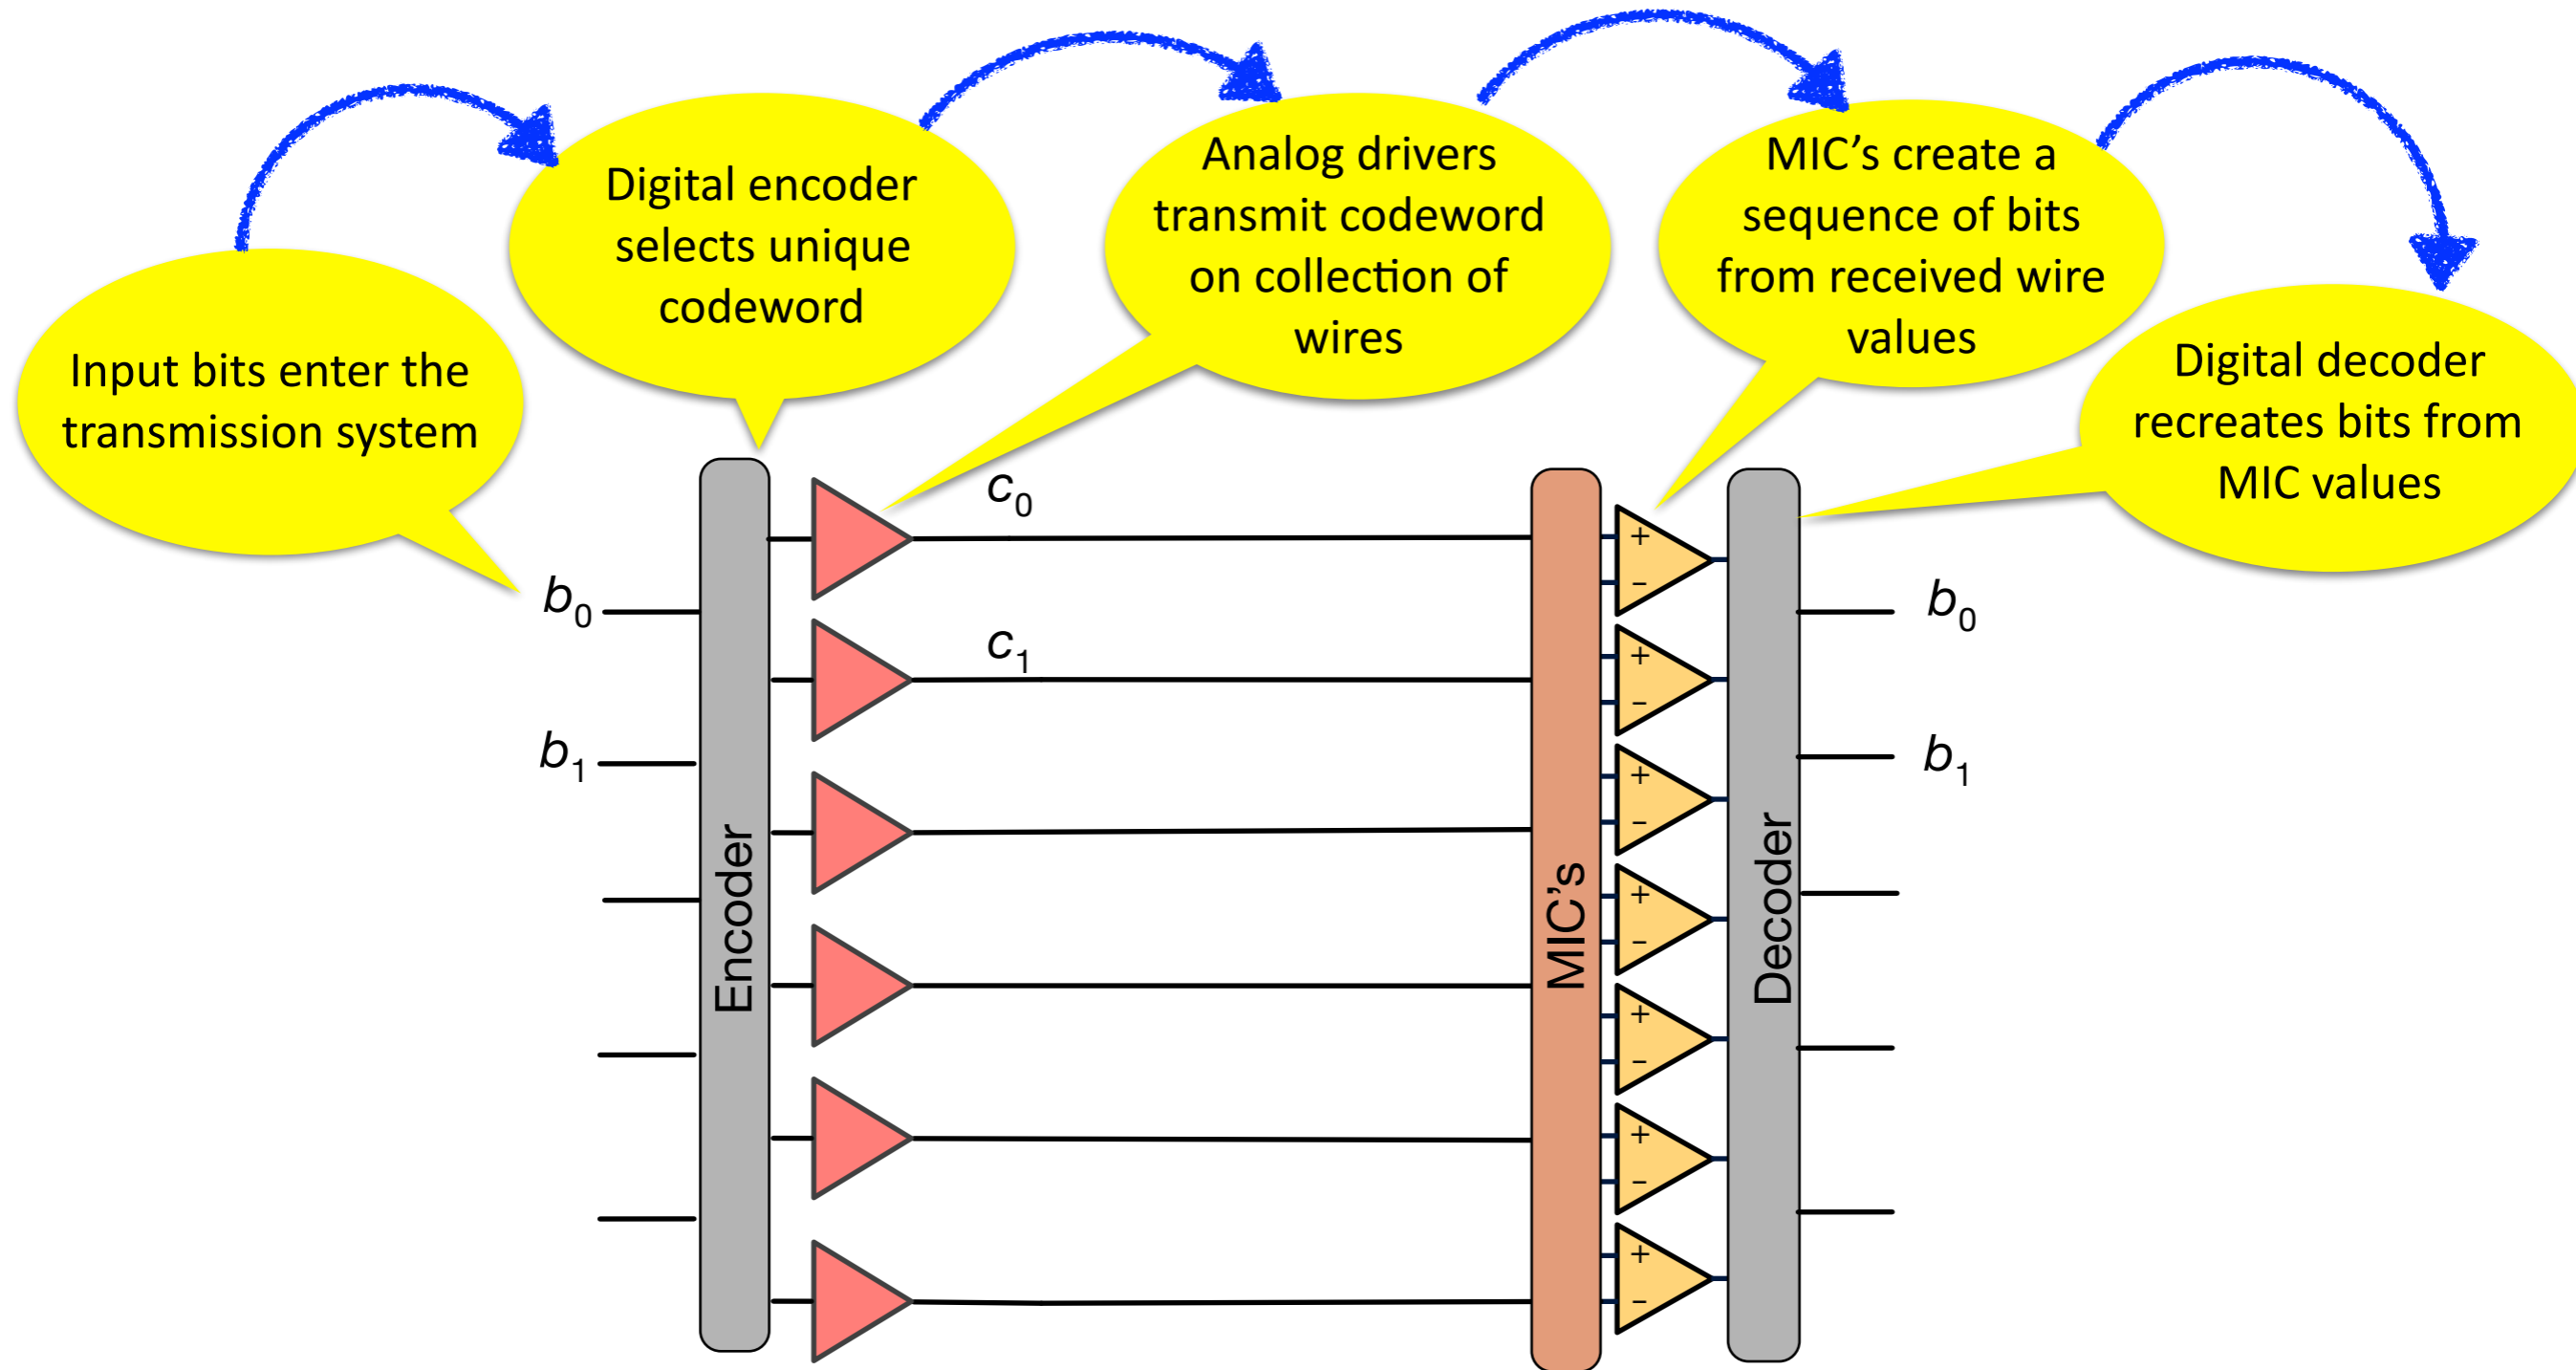 Input bits enter the
transmission system
Digital encoder
selects unique
codeword
Analog drivers
transmit codeword
on collection of
wires
MIC’s create a
sequence of bits
from received wire
values
Digital decoder
recreates bits from
MIC values
b₀
b₁
Encoder
c₀
c₁
MIC’s
+
−
+
−
+
−
+
−
+
−
+
−
+
−
Decoder
b₀
b₁